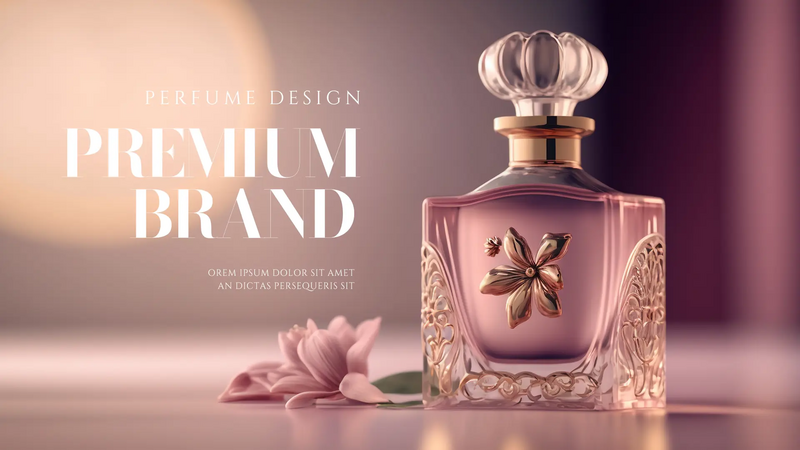 PERFUME DESIGN
PREMIUM
BRAND
OREM IPSUM DOLOR SIT AMET
AN DICTAS PERSEQUERIS SIT